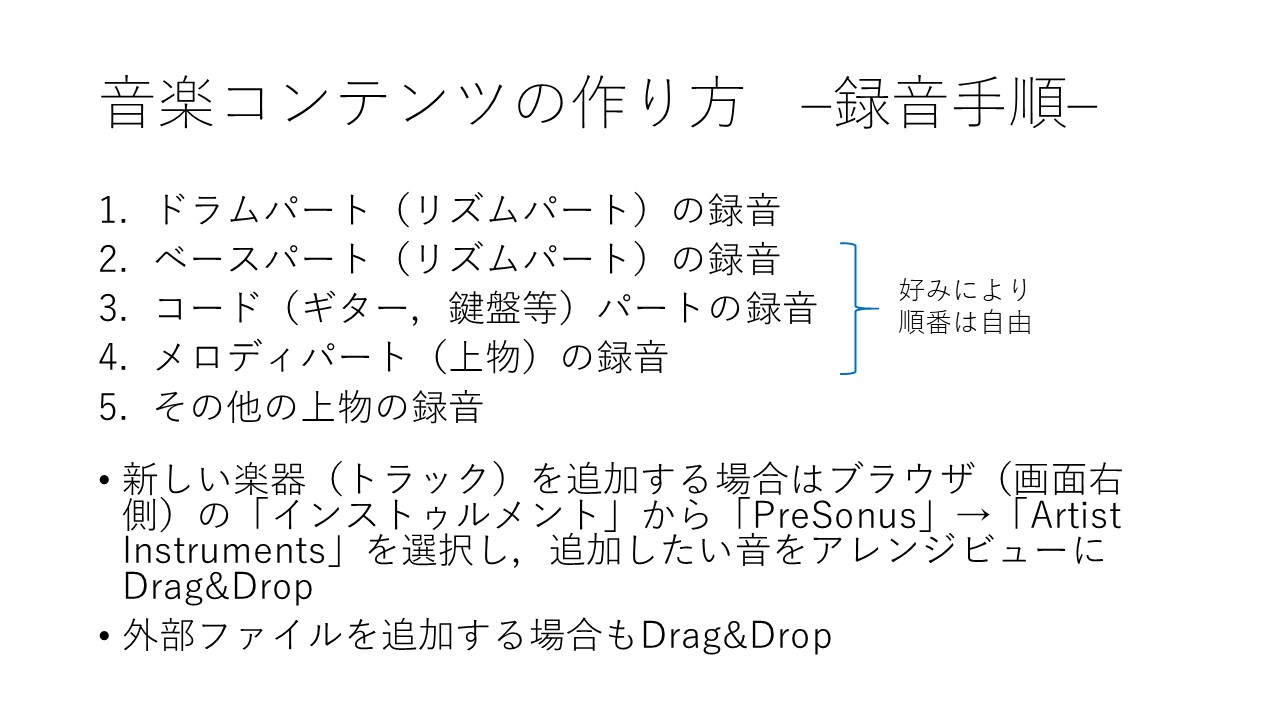 音楽コンテンツの作り方　–録音手順–
1. ドラムパート（リズムパート）の録音
2. ベースパート（リズムパート）の録音
3. コード（ギター，鍵盤等）パートの録音
4. メロディパート（上物）の録音
5. その他の上物の録音
好みにより
順番は自由
• 新しい楽器（トラック）を追加する場合はブラウザ（画面右
側）の「インストゥルメント」から「PreSonus」→「Artist
Instruments」を選択し，追加したい音をアレンジビューに
Drag&Drop
• 外部ファイルを追加する場合もDrag&Drop